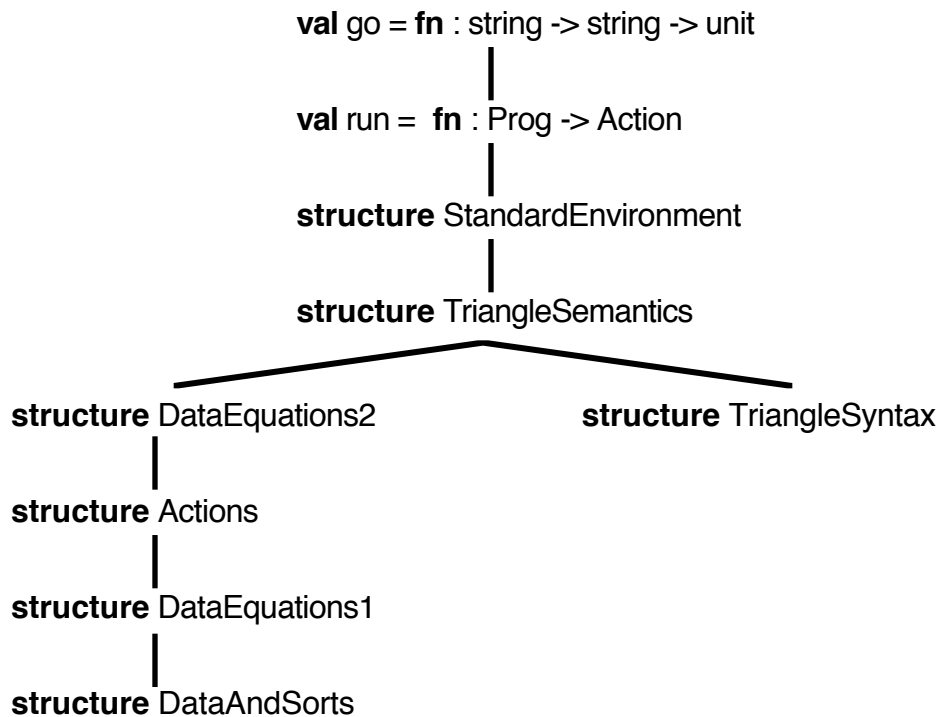 val go = fn : string -> string -> unit
val run = fn : Prog -> Action
structure StandardEnvironment
structure TriangleSemantics
structure DataEquations2
structure TriangleSyntax
structure Actions
structure DataEquations1
structure DataAndSorts